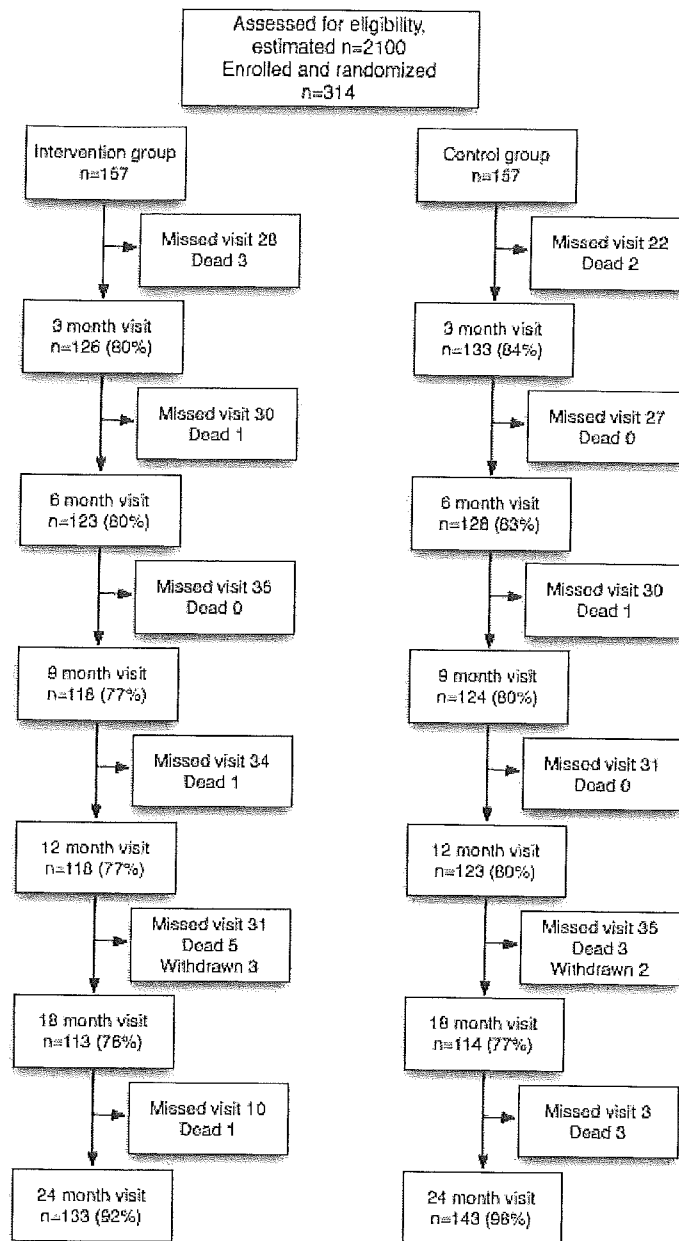 Assessed for eligibility,
estimated n=2100
Enrolled and randomized
n=314
Intervention group
n=157
Control group
n=157
Missed visit 28
Dead 3
Missed visit 22
Dead 2
3 month visit
n=126 (80%)
3 month visit
n=133 (84%)
Missed visit 30
Dead 1
Missed visit 27
Dead 0
6 month visit
n=123 (80%)
6 month visit
n=128 (83%)
Missed visit 35
Dead 0
Missed visit 30
Dead 1
9 month visit
n=118 (77%)
9 month visit
n=124 (80%)
Missed visit 34
Dead 1
Missed visit 31
Dead 0
12 month visit
n=118 (77%)
12 month visit
n=123 (80%)
Missed visit 31
Dead 5
Withdrawn 3
Missed visit 35
Dead 3
Withdrawn 2
18 month visit
n=113 (76%)
18 month visit
n=114 (77%)
Missed visit 10
Dead 1
Missed visit 3
Dead 3
24 month visit
n=133 (92%)
24 month visit
n=143 (98%)